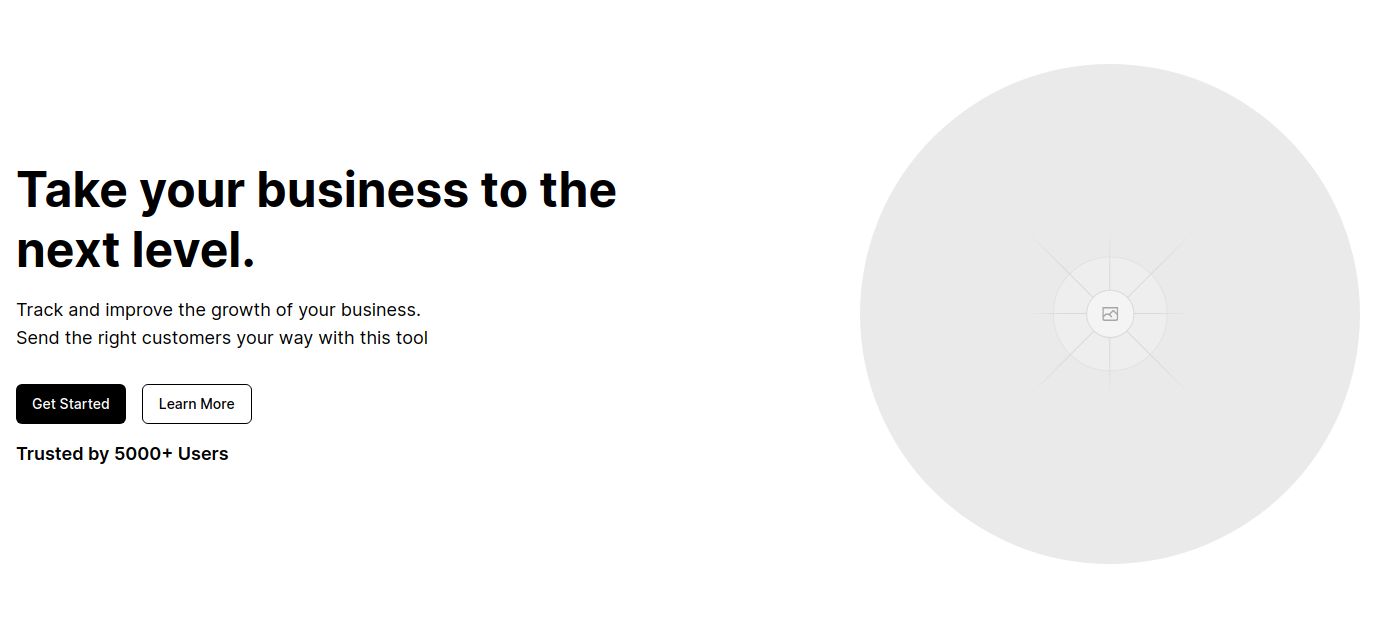 Take your business to the
next level.
Track and improve the growth of your business.
Send the right customers your way with this tool
Get Started
Learn More
Trusted by 5000+ Users